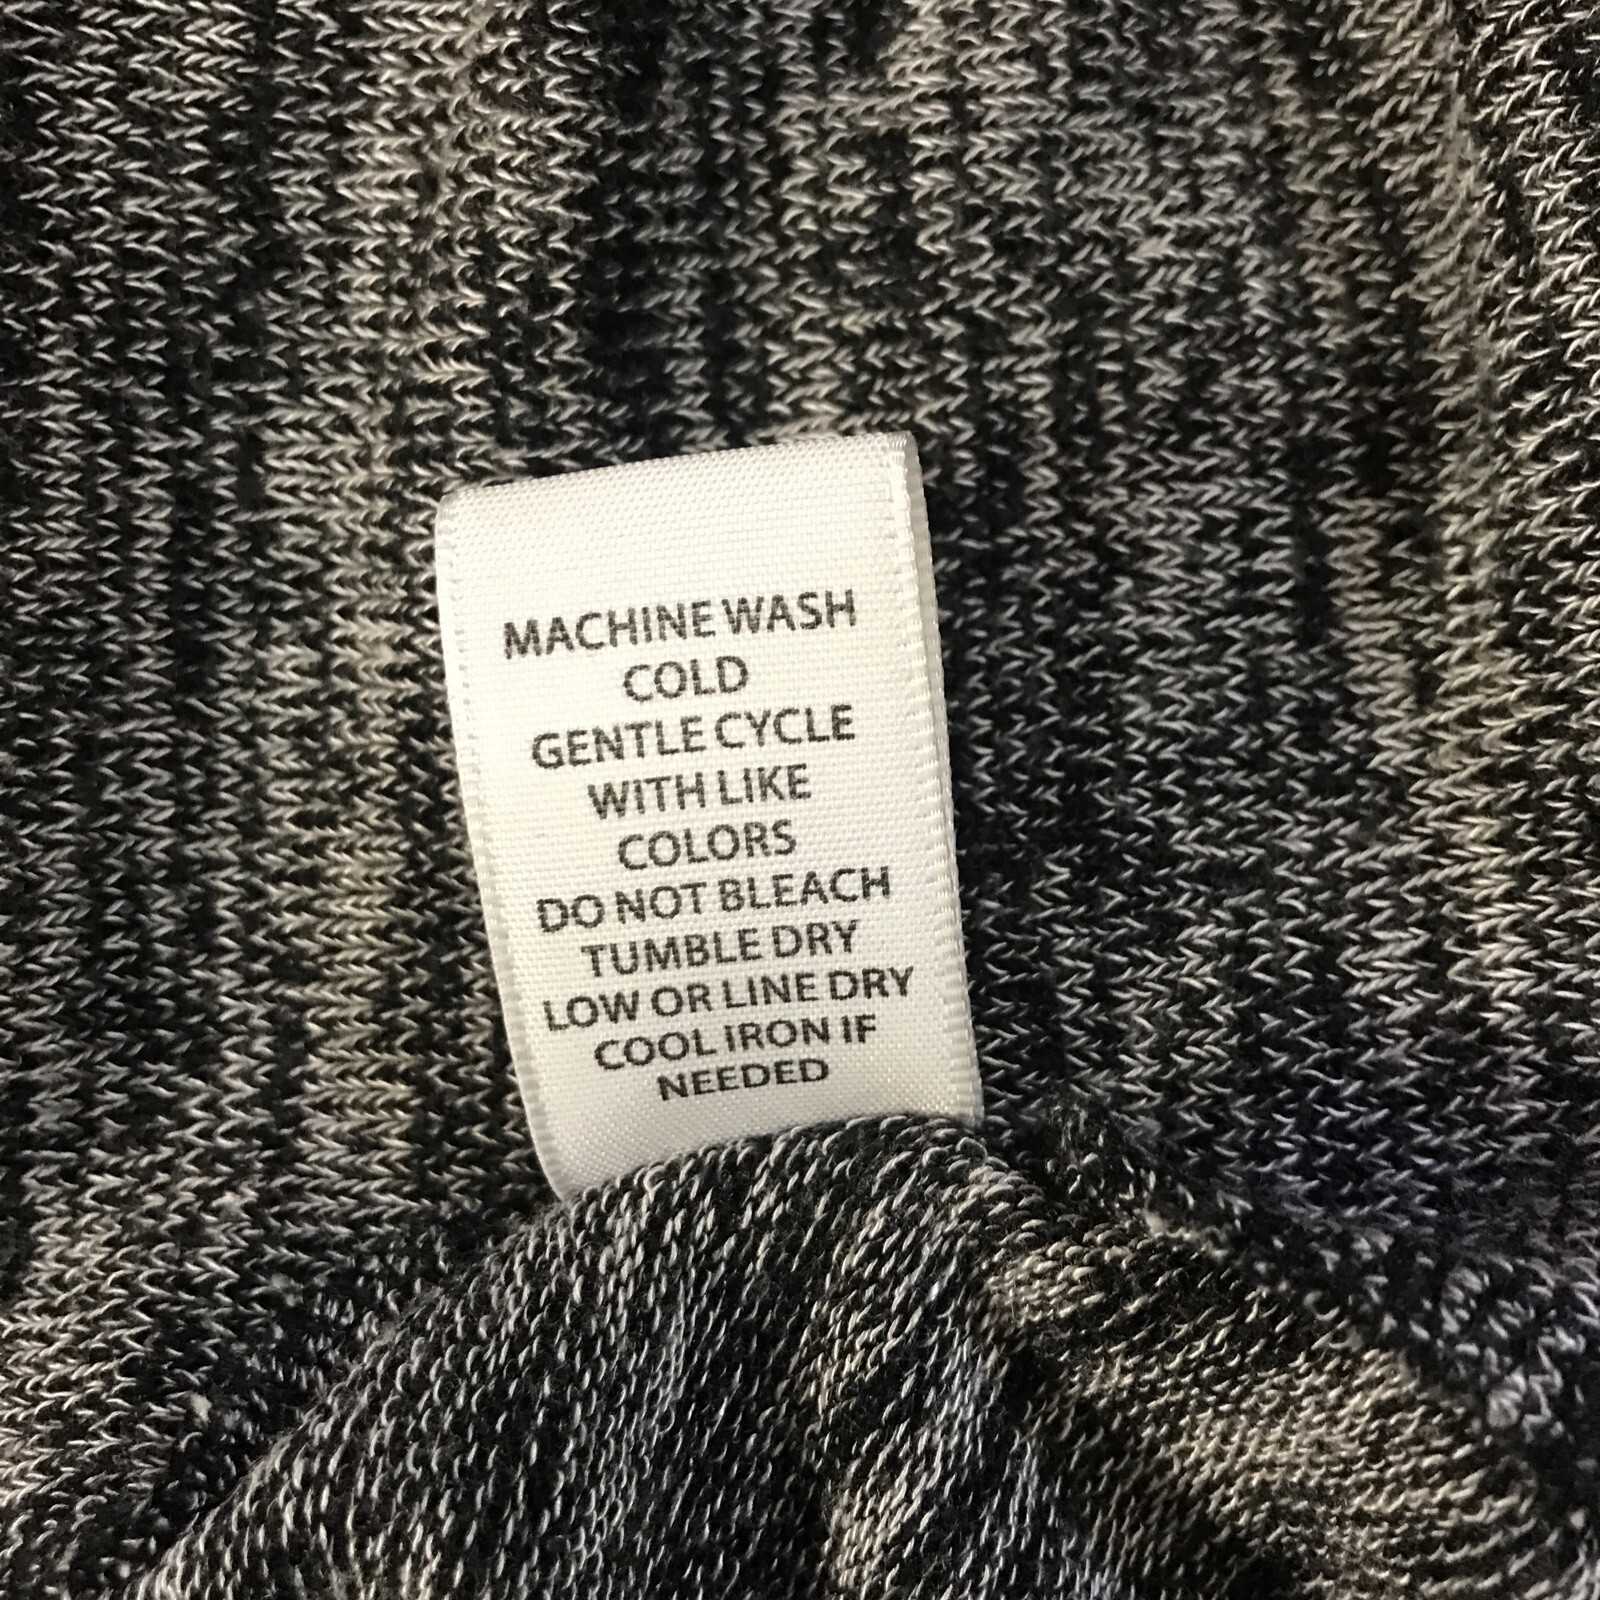 MACHINE WASH
COLD
GENTLE CYCLE
WITH LIKE
COLORS
DO NOT BLEACH
TUMBLE DRY
LOW OR LINE DRY
COOL IRON IF
NEEDED